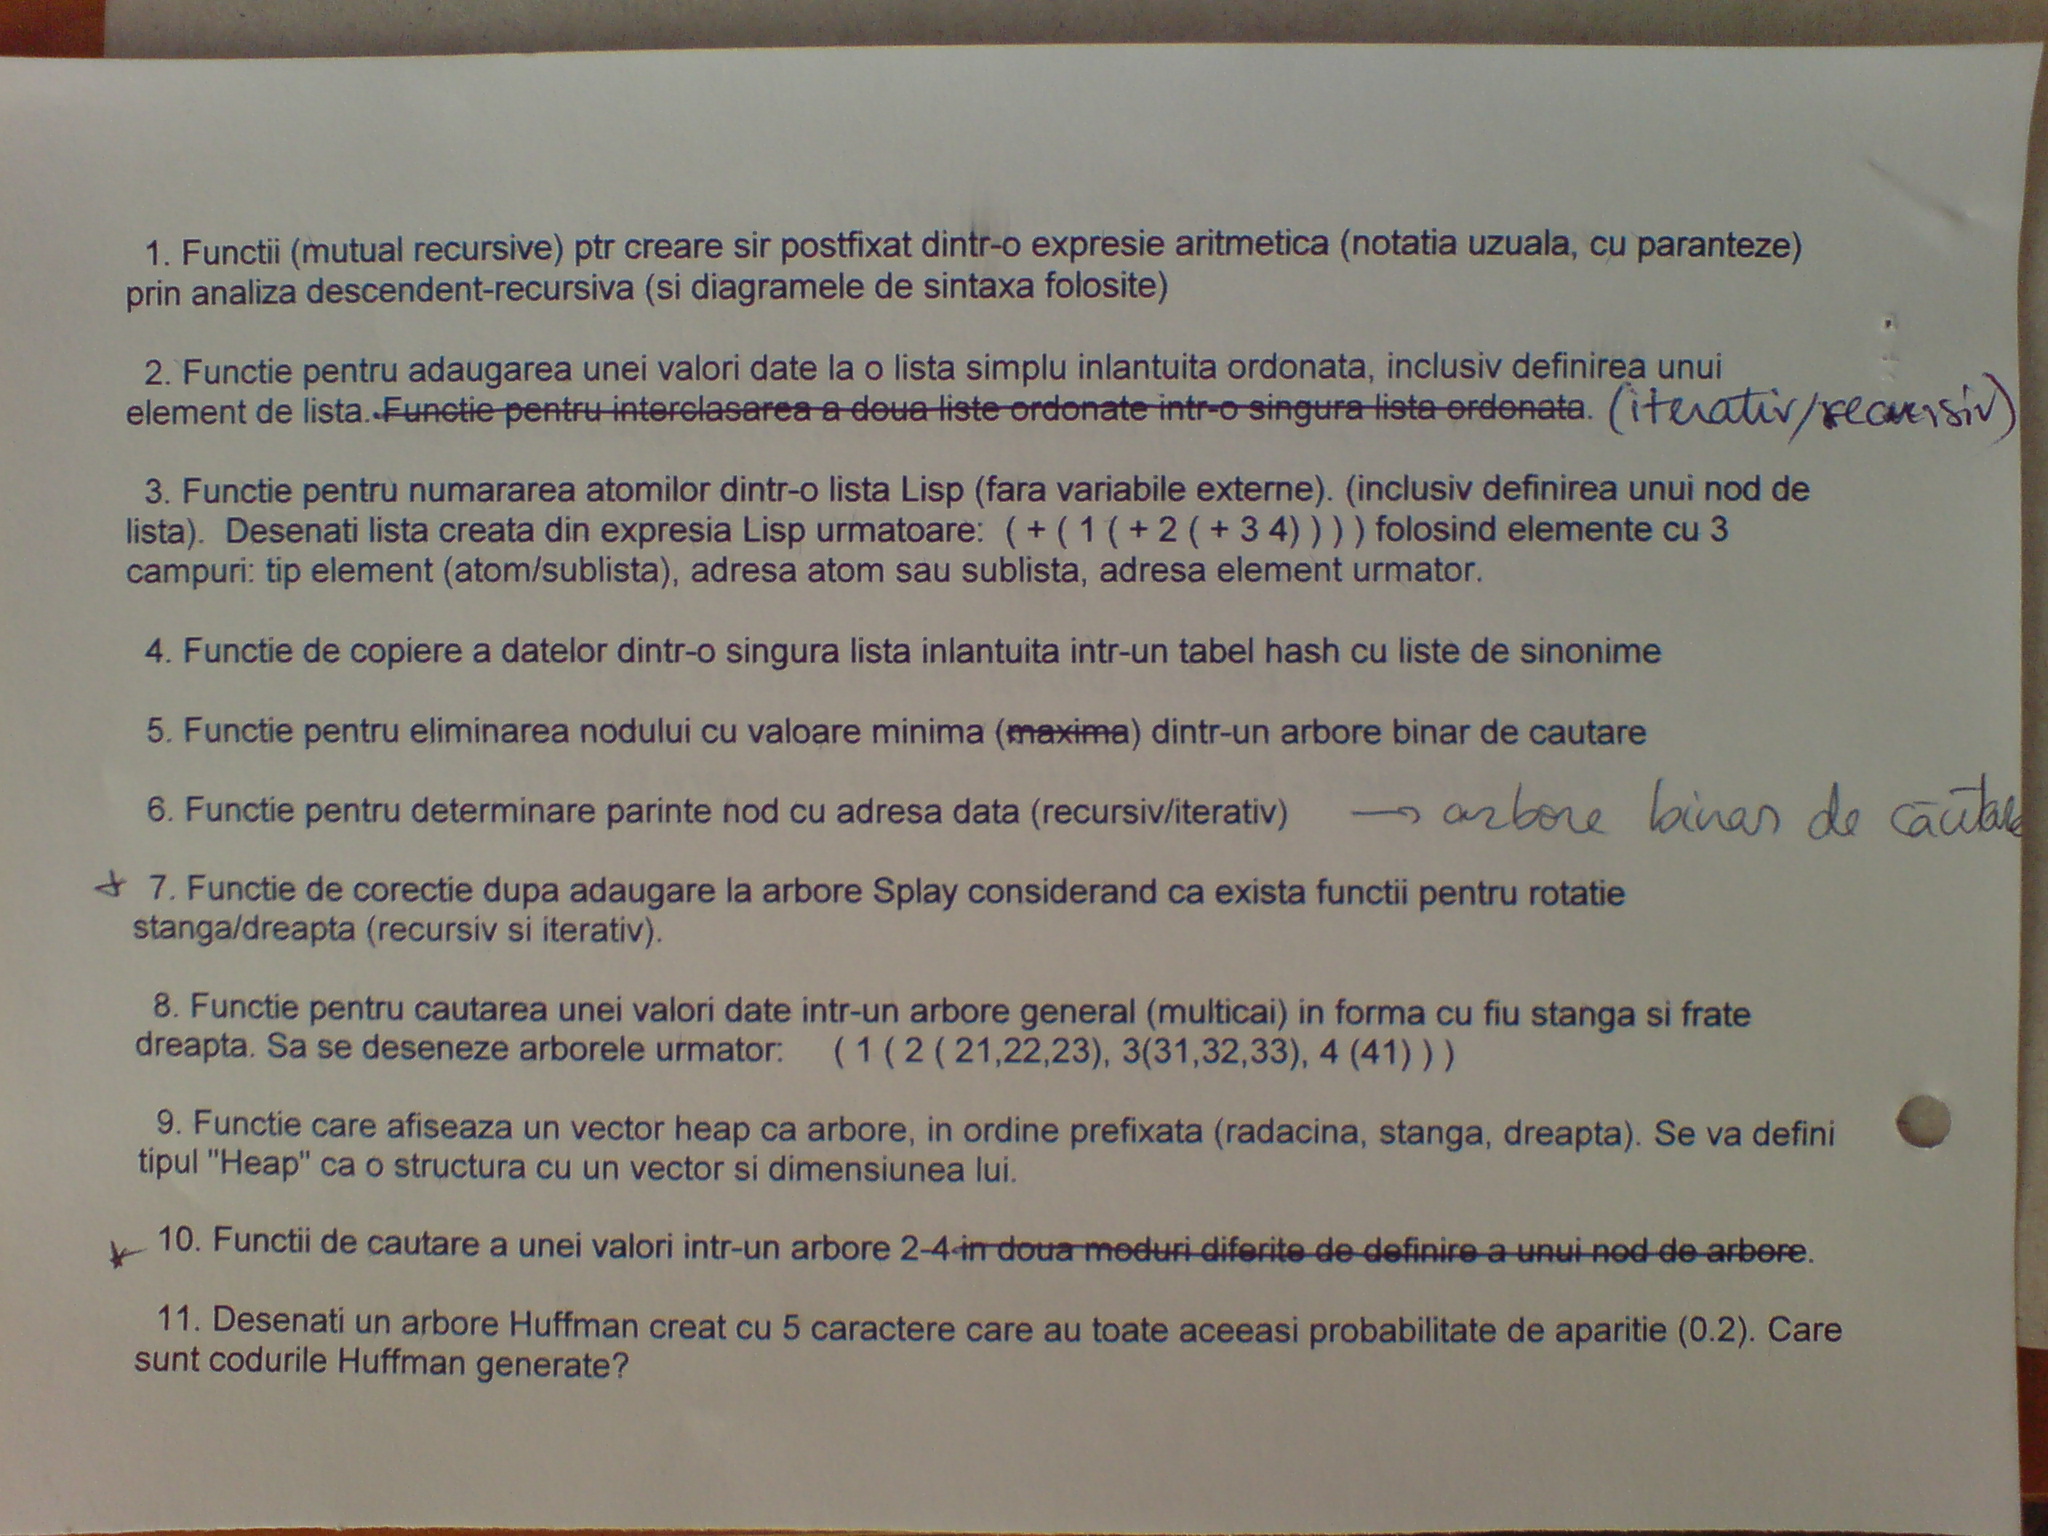 1. Functii (mutual recursive) ptr creare sir postfixat dintr-o expresie aritmetica (notatia uzuala, cu paranteze)
prin analiza descendent-recursiva (si diagramele de sintaxa folosite)
2. Functie pentru adaugarea unei valori date la o lista simplu inlantuita ordonata, inclusiv definirea unui
element de lista. Functie pentru interclasarea a doua liste ordonate intr-o singura lista ordonata. (iterativ/recursiv)
3. Functie pentru numararea atomilor dintr-o lista Lisp (fara variabile externe). (inclusiv definirea unui nod de
lista). Desenati lista creata din expresia Lisp urmatoare: ( + ( 1 ( + 2 ( + 3 4) ) ) ) folosind elemente cu 3
campuri: tip element (atom/sublista), adresa atom sau sublista, adresa element urmator.
4. Functie de copiere a datelor dintr-o singura lista inlantuita intr-un tabel hash cu liste de sinonime
5. Functie pentru eliminarea nodului cu valoare minima (maxima) dintr-un arbore binar de cautare
6. Functie pentru determinare parinte nod cu adresa data (recursiv/iterativ) → arbore binar de căutare
7. Functie de corectie dupa adaugare la arbore Splay considerand ca exista functii pentru rotatie
stanga/dreapta (recursiv si iterativ).
8. Functie pentru cautarea unei valori date intr-un arbore general (multicai) in forma cu fiu stanga si frate
dreapta. Sa se deseneze arborele urmator: ( 1 ( 2 ( 21,22,23), 3(31,32,33), 4 (41) ) )
9. Functie care afiseaza un vector heap ca arbore, in ordine prefixata (radacina, stanga, dreapta). Se va defini
tipul "Heap" ca o structura cu un vector si dimensiunea lui.
10. Functii de cautare a unei valori intr-un arbore 2-4 in doua moduri diferite de definire a unui nod de arbore.
11. Desenati un arbore Huffman creat cu 5 caractere care au toate aceeasi probabilitate de aparitie (0.2). Care
sunt codurile Huffman generate?